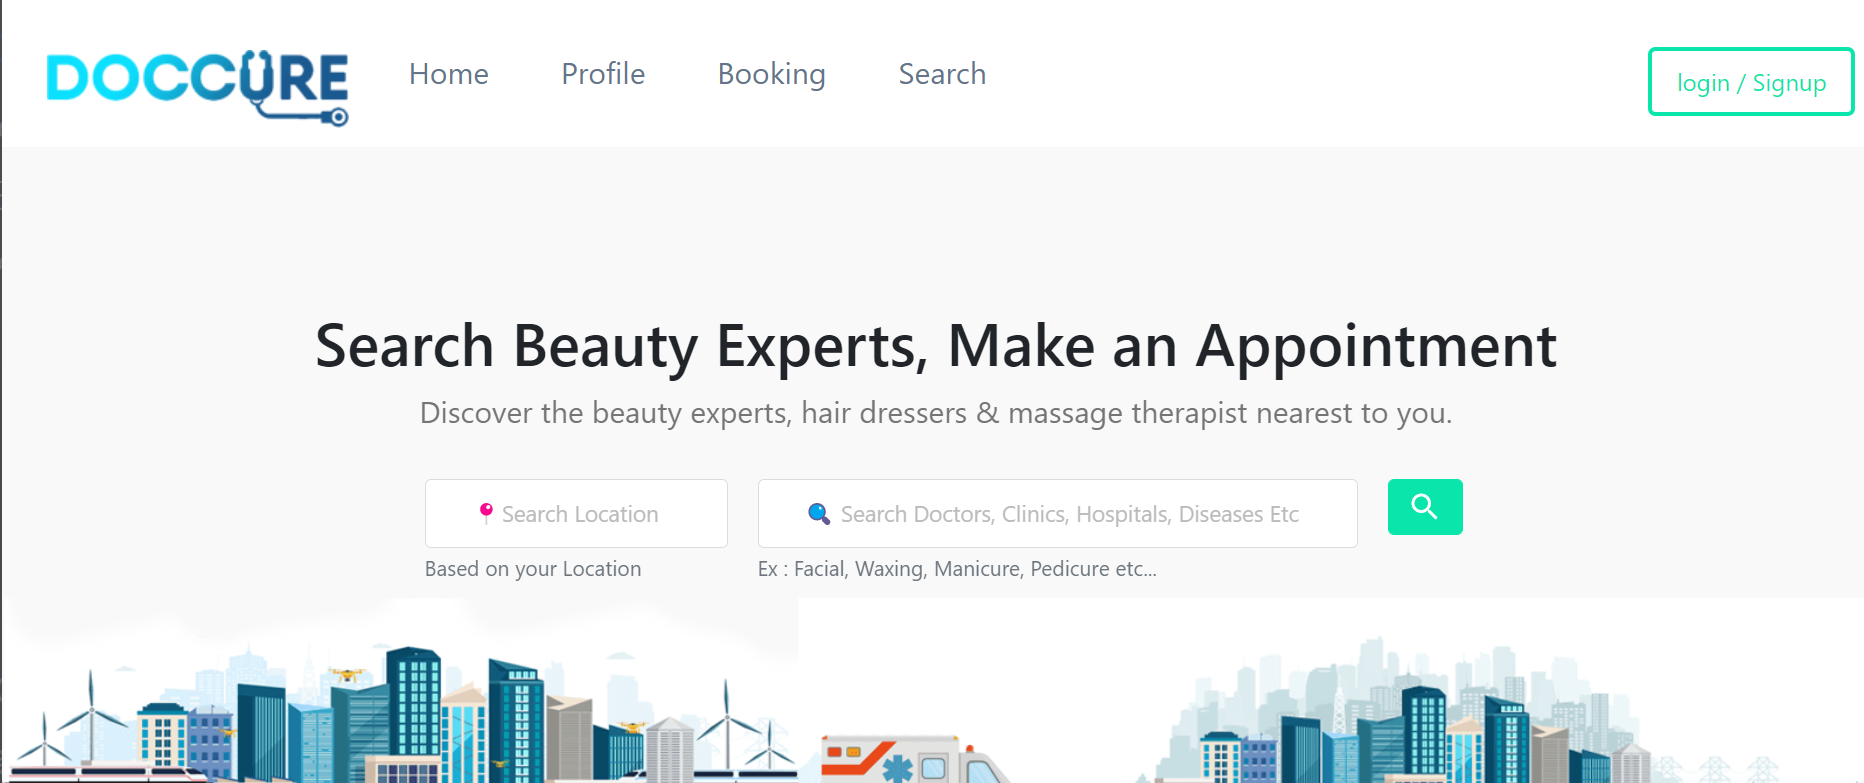 DOCCURE Home Profile Booking Search login / Signup
Search Beauty Experts, Make an Appointment
Discover the beauty experts, hair dressers & massage therapist nearest to you.
Search Location Search Doctors, Clinics, Hospitals, Diseases Etc
Based on your Location Ex : Facial, Waxing, Manicure, Pedicure etc...